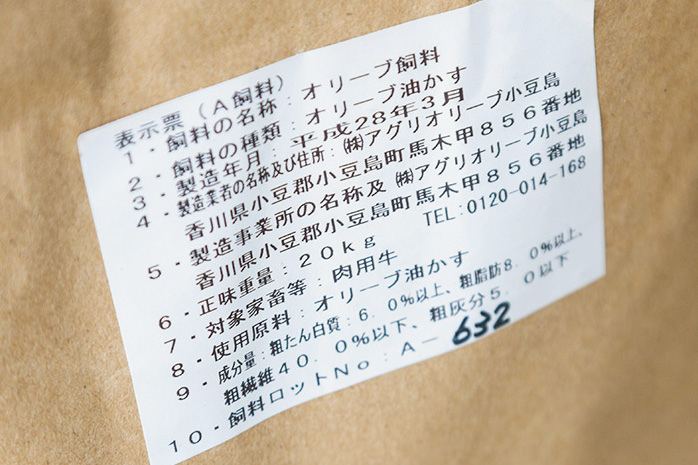 表示票(A飼料)
1・飼料の名称:オリーブ飼料
2・飼料の種類:オリーブ油かす
3・製造年月:平成28年3月
4・製造業者の名称及び住所:㈱アグリオリーブ小豆島
香川県小豆郡小豆島町馬木甲856番地
5・製造事業所の名称及 ㈱アグリオリーブ小豆島
香川県小豆郡小豆島町馬木甲856番地
TEL:0120-014-168
6・正味重量:20kg
7・対象家畜等:肉用牛
8・使用原料:オリーブ油かす
9・成分量:粗たん白質:6.0%以上、粗脂肪8.0%以上、
粗繊維40.0%以下、粗灰分5.0以下
10・飼料ロットNo:A-632